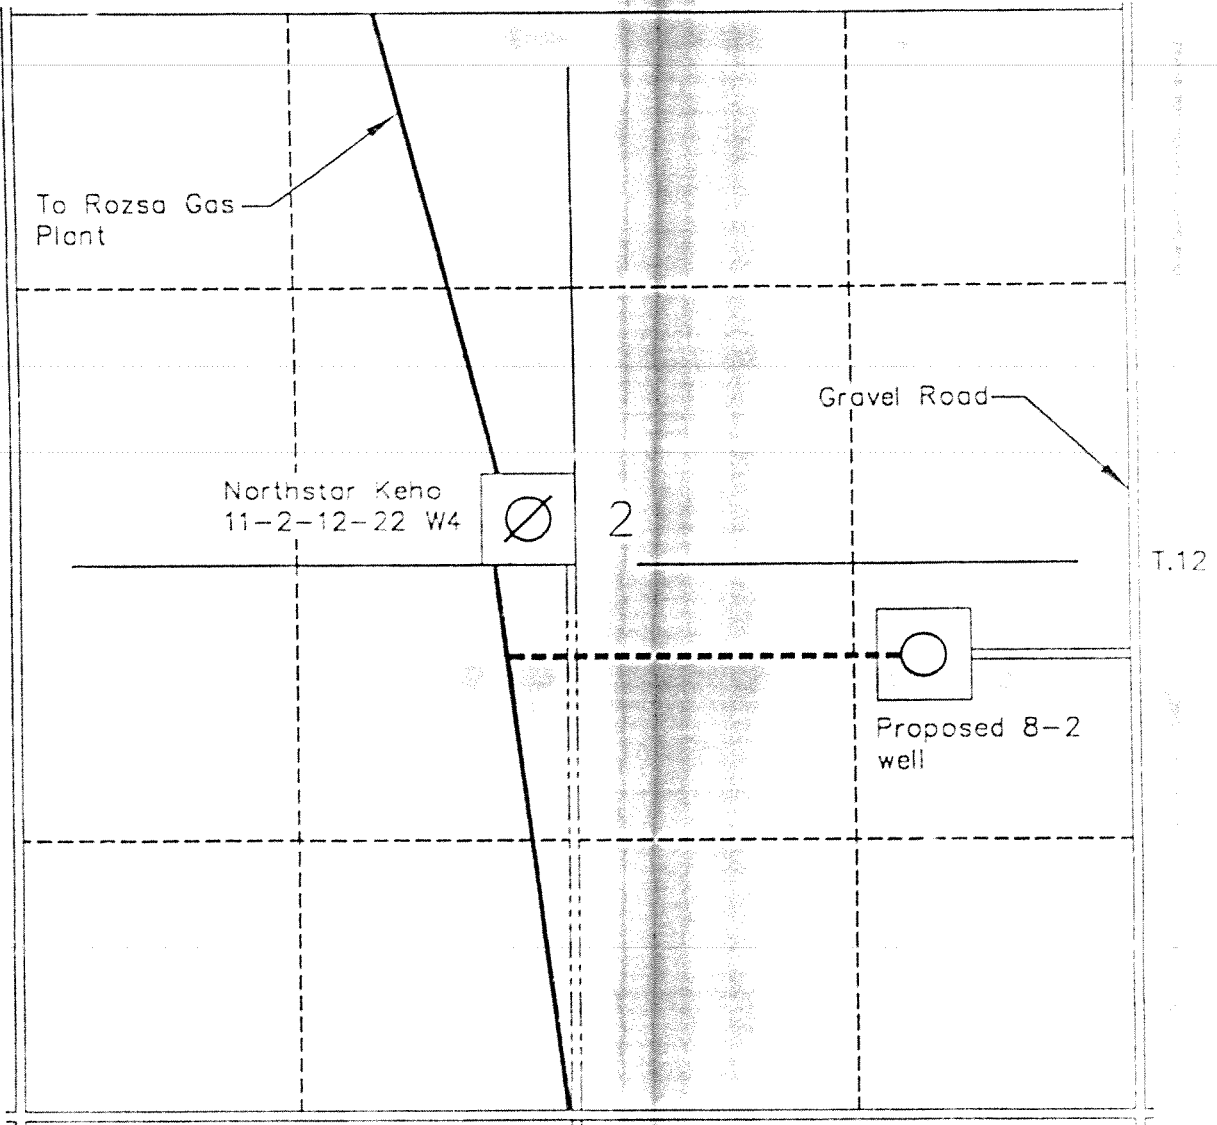 To Rozsa Gas
Plant
Gravel Road
Northstar Keho
11-2-12-22 W4
2
T.12
Proposed 8-2
well